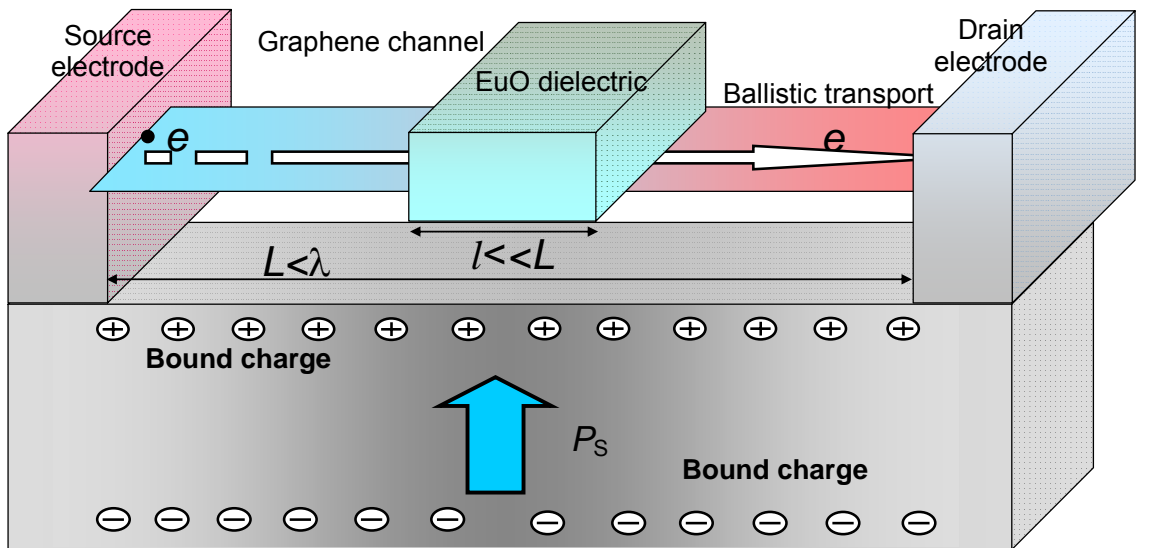 Source
electrode
Graphene channel
Drain
electrode
EuO dielectric
Ballistic transport
e
e
L<λ
l<<L
+ + + + + + + + + + + +
Bound charge
P_S
Bound charge
− − − − − − − − − − − −